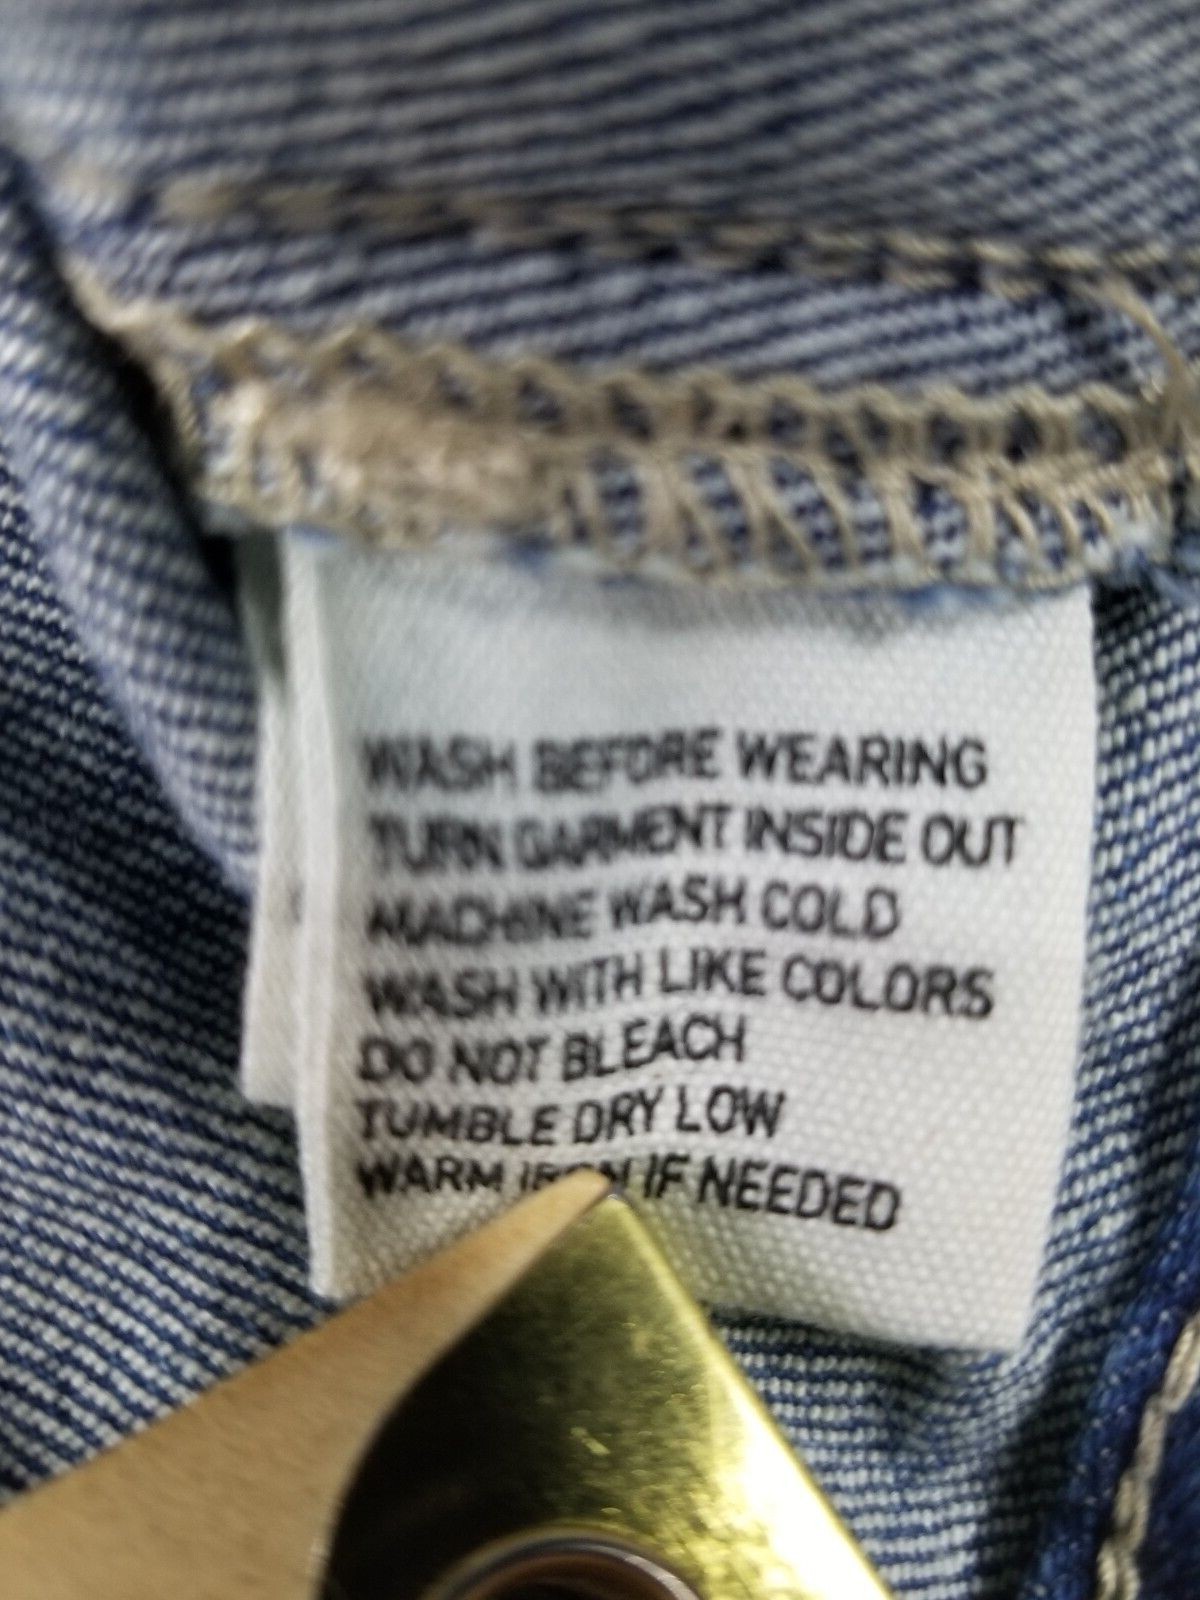 WASH BEFORE WEARING
TURN GARMENT INSIDE OUT
MACHINE WASH COLD
WASH WITH LIKE COLORS
DO NOT BLEACH
TUMBLE DRY LOW
WARM IRON IF NEEDED